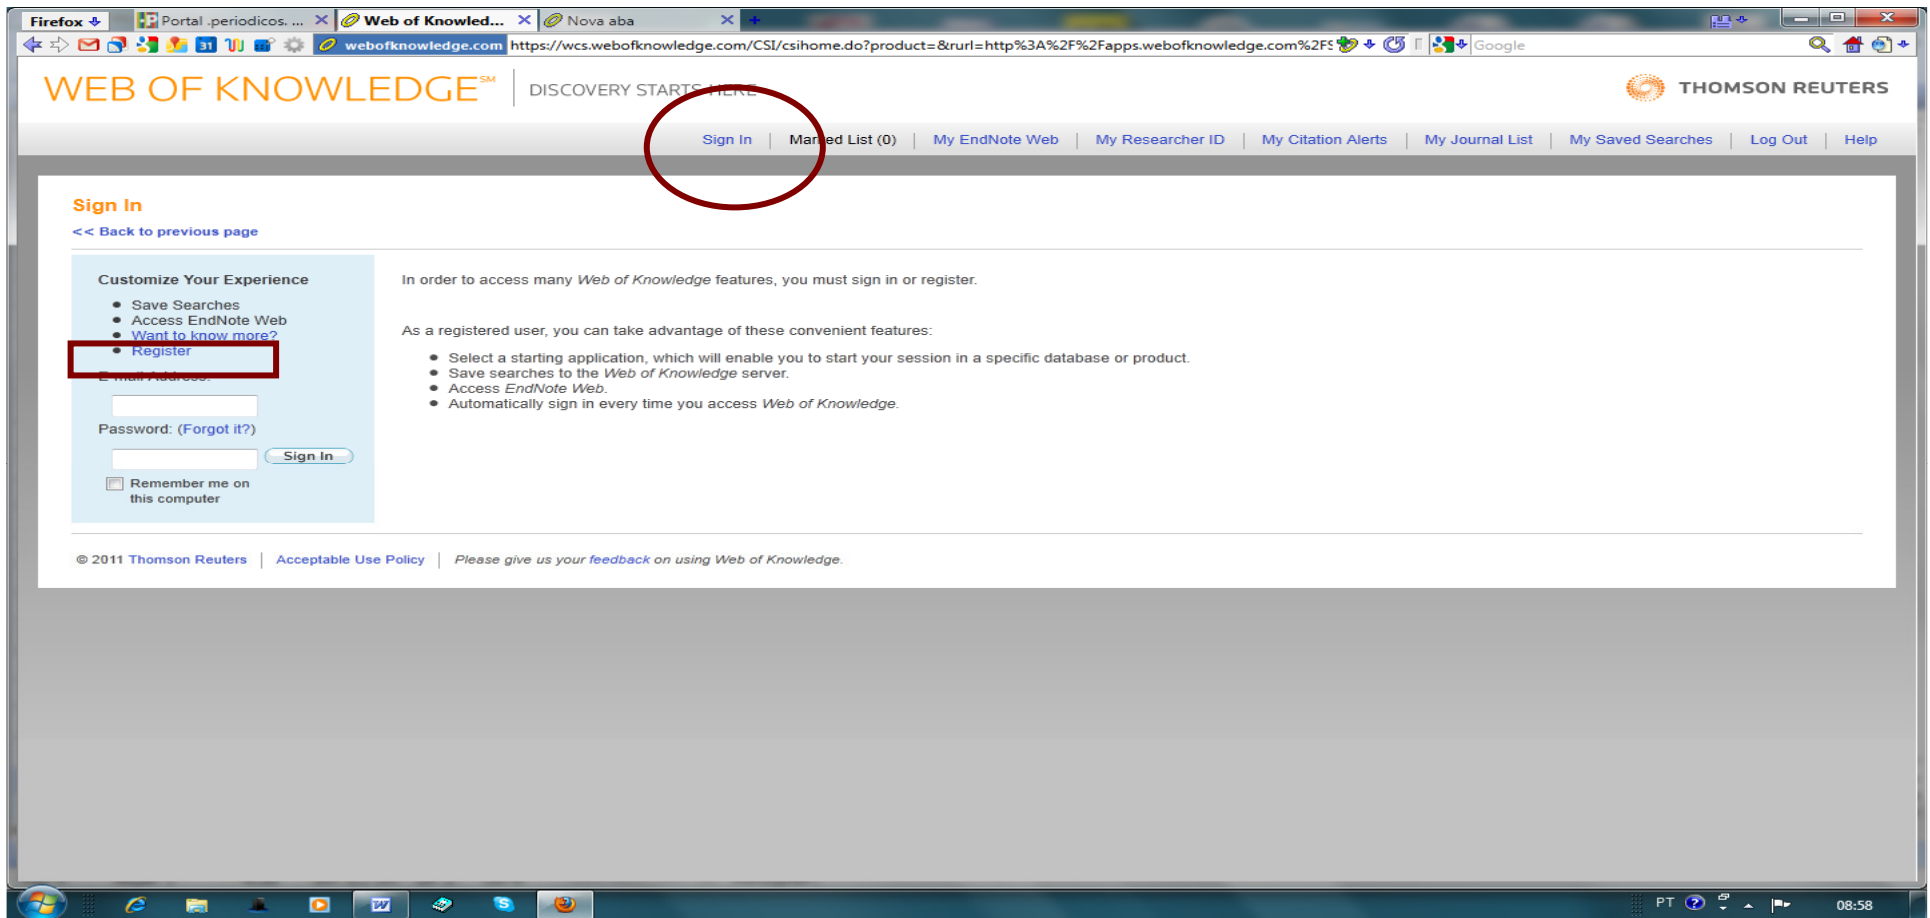 Firefox Portal .periodicos. ... Web of Knowled... Nova aba
webofknowledge.com https://wcs.webofknowledge.com/CSI/csihome.do?product=&rurl=http%3A%2F%2Fapps.webofknowledge.com%2FS Google
WEB OF KNOWLEDGE℠ DISCOVERY STARTS HERE THOMSON REUTERS
Sign In | Marked List (0) | My EndNote Web | My Researcher ID | My Citation Alerts | My Journal List | My Saved Searches | Log Out | Help
Sign In
<< Back to previous page
Customize Your Experience
Save Searches
Access EndNote Web
Want to know more?
Register
E-mail Address:
Password: (Forgot it?)
Sign In
Remember me on
this computer
In order to access many Web of Knowledge features, you must sign in or register.
As a registered user, you can take advantage of these convenient features:
Select a starting application, which will enable you to start your session in a specific database or product.
Save searches to the Web of Knowledge server.
Access EndNote Web.
Automatically sign in every time you access Web of Knowledge.
© 2011 Thomson Reuters | Acceptable Use Policy | Please give us your feedback on using Web of Knowledge.
PT 08:58